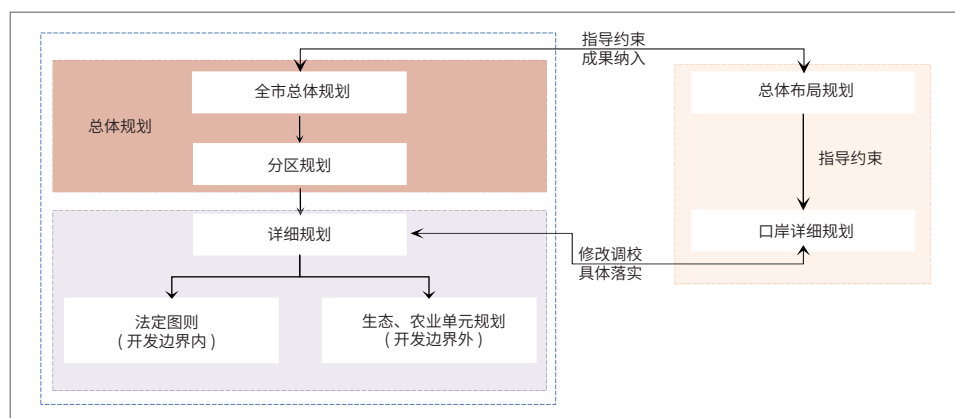 指导约束
成果纳入
全市总体规划
总体布局规划
总体规划
指导约束
分区规划
详细规划
口岸详细规划
修改调校
具体落实
法定图则
(开发边界内)
生态、农业单元规划
(开发边界外)